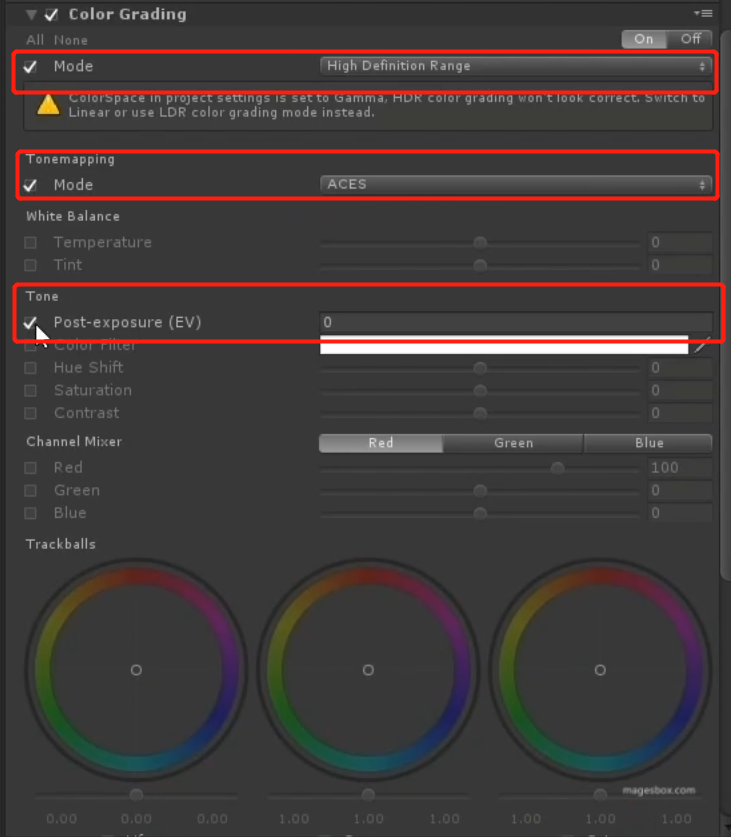 Color Grading
All None On Off
Mode High Definition Range
ColorSpace in project settings is set to Gamma, HDR color grading won't look correct. Switch to
Linear or use LDR color grading mode instead.
Tonemapping
Mode ACES
White Balance
Temperature 0
Tint 0
Tone
Post-exposure (EV) 0
Color Filter
Hue Shift 0
Saturation 0
Contrast 0
Channel Mixer Red Green Blue
Red 100
Green 0
Blue 0
Trackballs
magesbox.com
0.00 0.00 0.00 1.00 1.00 1.00 1.00 1.00 1.00